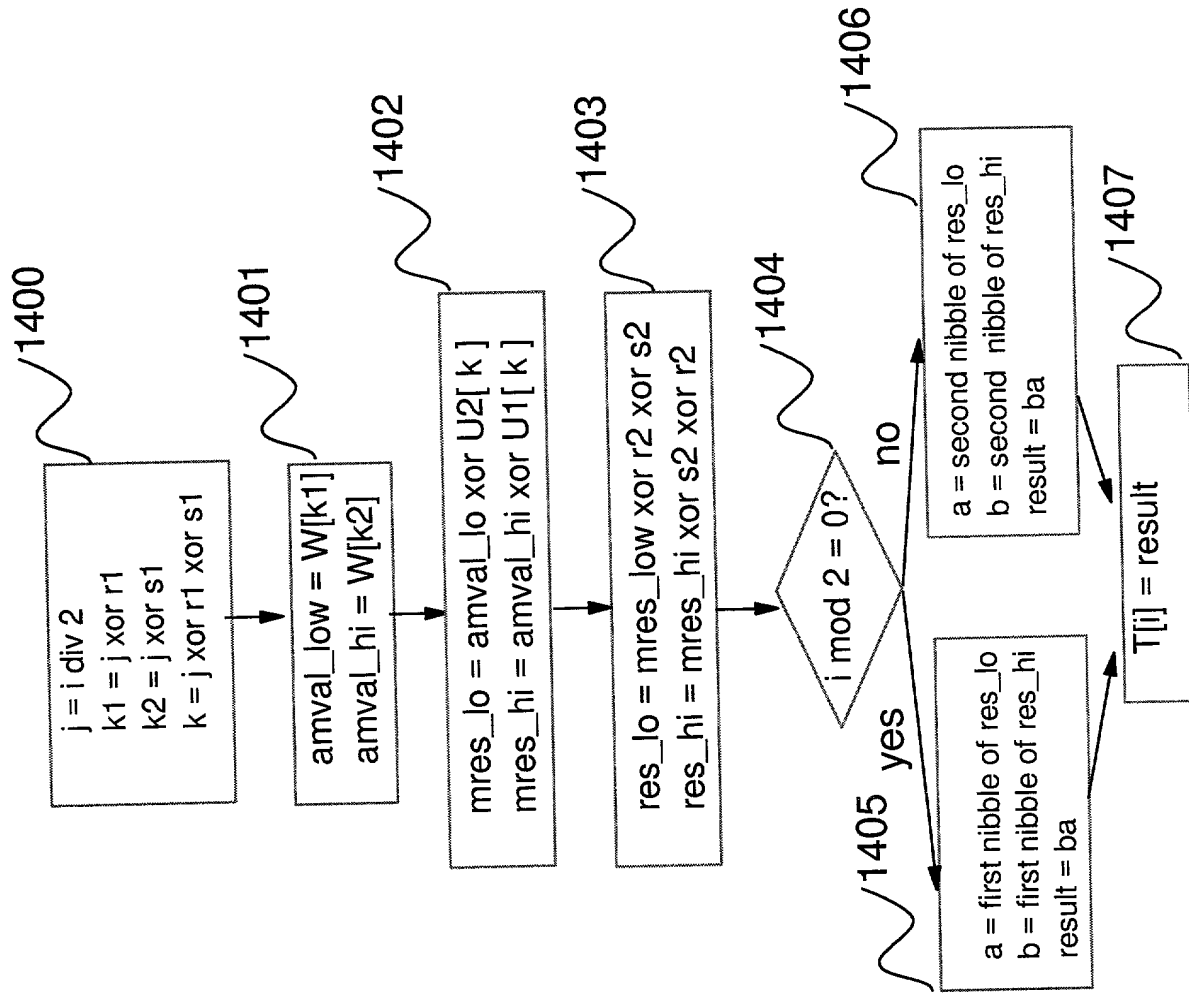 1400
j = i div 2
k1 = j xor r1
k2 = j xor s1
k = j xor r1 xor s1
1401
amval_low = W[k1]
amval_hi = W[k2]
1402
mres_lo = amval_lo xor U2[ k ]
mres_hi = amval_hi xor U1[ k ]
1403
res_lo = mres_low xor r2 xor s2
res_hi = mres_hi xor s2 xor r2
1404
i mod 2 = 0?
yes
no
1405
a = first nibble of res_lo
b = first nibble of res_hi
result = ba
1406
a = second nibble of res_lo
b = second nibble of res_hi
result = ba
1407
T[i] = result